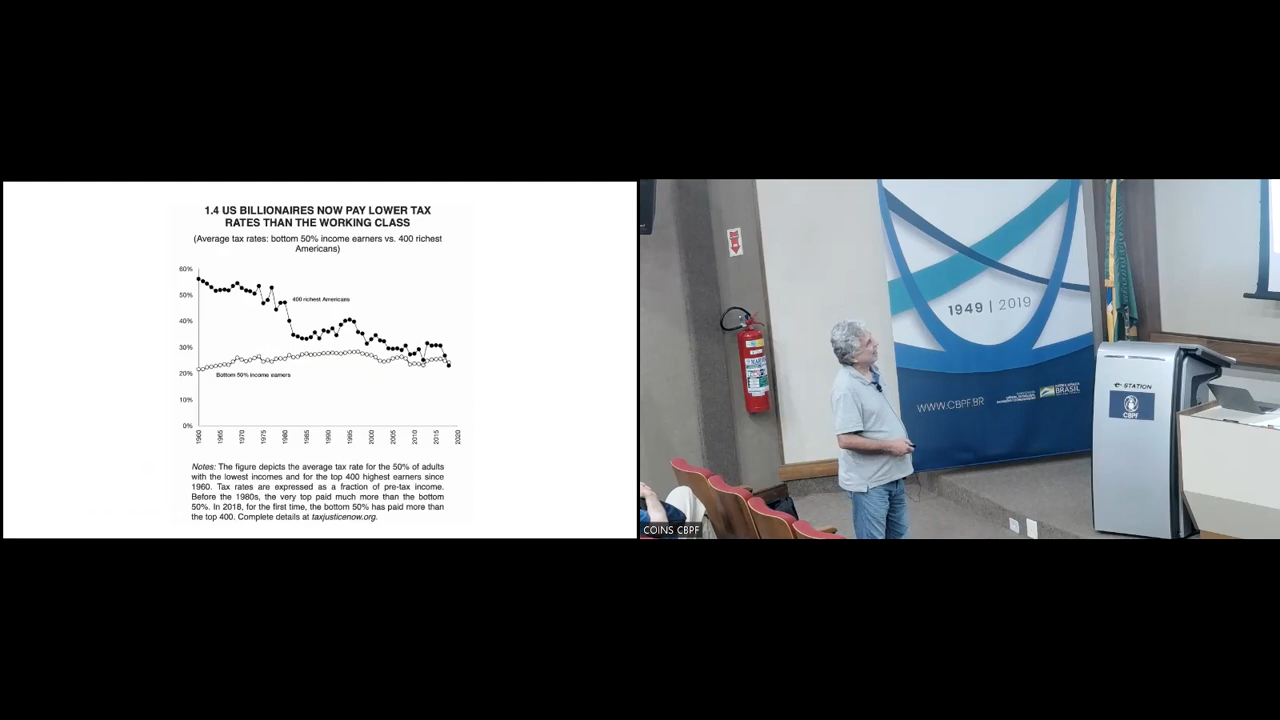 1.4 US BILLIONAIRES NOW PAY LOWER TAX
RATES THAN THE WORKING CLASS
(Average tax rates: bottom 50% income earners vs. 400 richest
Americans)
60%
50%
40%
30%
20%
10%
0%
400 richest Americans
Bottom 50% income earners
1960
1965
1970
1975
1980
1985
1990
1995
2000
2005
2010
2015
2020
Notes: The figure depicts the average tax rate for the 50% of adults
with the lowest incomes and for the top 400 highest earners since
1960. Tax rates are expressed as a fraction of pre-tax income.
Before the 1980s, the very top paid much more than the bottom
50%. In 2018, for the first time, the bottom 50% has paid more than
the top 400. Complete details at taxjusticenow.org.
1949 | 2019
WWW.CBPF.BR
BRASIL
STATION
CBPF
COINS CBPF